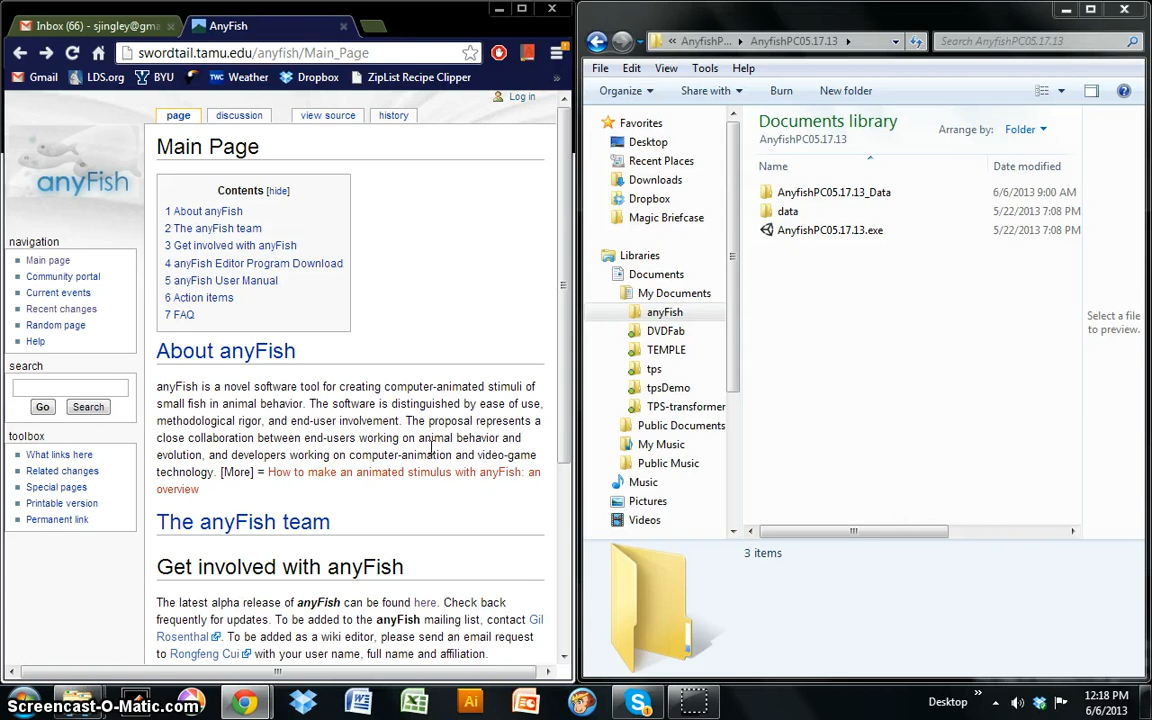 Inbox (66) - sjingley@gma
AnyFish
swordtail.tamu.edu/anyfish/Main_Page
Gmail LDS.org BYU TWC Weather Dropbox ZipList Recipe Clipper »
Log in
page discussion view source history
anyFish
Main Page
Contents [hide]
1 About anyFish
2 The anyFish team
3 Get involved with anyFish
4 anyFish Editor Program Download
5 anyFish User Manual
6 Action items
7 FAQ
navigation
Main page
Community portal
Current events
Recent changes
Random page
Help
search
Go Search
toolbox
What links here
Related changes
Special pages
Printable version
Permanent link
About anyFish
anyFish is a novel software tool for creating computer-animated stimuli of
small fish in animal behavior. The software is distinguished by ease of use,
methodological rigor, and end-user involvement. The proposal represents a
close collaboration between end-users working on animal behavior and
evolution, and developers working on computer-animation and video-game
technology. [More] = How to make an animated stimulus with anyFish: an
overview
The anyFish team
Get involved with anyFish
The latest alpha release of anyFish can be found here. Check back
frequently for updates. To be added to the anyFish mailing list, contact Gil
Rosenthal. To be added as a wiki editor, please send an email request
to Rongfeng Cui with your user name, full name and affiliation.
« AnyfishP... AnyfishPC05.17.13
Search AnyfishPC05.17.13
File Edit View Tools Help
Organize Share with Burn New folder
Favorites
Desktop
Recent Places
Downloads
Dropbox
Magic Briefcase
Libraries
Documents
My Documents
anyFish
DVDFab
TEMPLE
tps
tpsDemo
TPS-transformer
Public Documents
My Music
Public Music
Music
Pictures
Videos
Documents library
AnyfishPC05.17.13
Arrange by: Folder
Name Date modified
AnyfishPC05.17.13_Data 6/6/2013 9:00 AM
data 5/22/2013 7:08 PM
AnyfishPC05.17.13.exe 5/22/2013 7:08 PM
Select a file
to preview.
3 items
Screencast-O-Matic.com
Desktop »
12:18 PM
6/6/2013